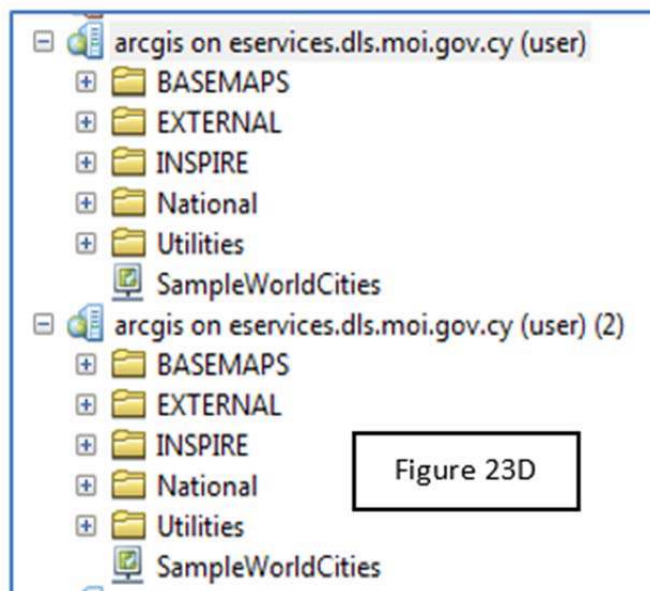 arcgis on eservices.dls.moi.gov.cy (user)
BASEMAPS
EXTERNAL
INSPIRE
National
Utilities
SampleWorldCities
arcgis on eservices.dls.moi.gov.cy (user) (2)
BASEMAPS
EXTERNAL
INSPIRE
National
Utilities
SampleWorldCities
Figure 23D